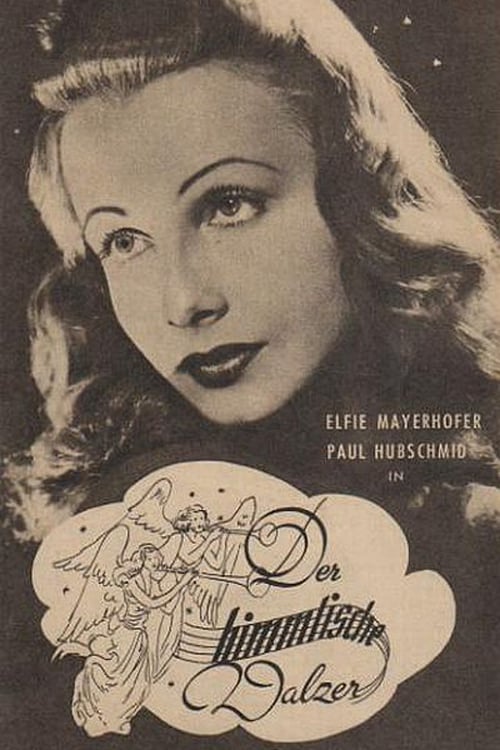 ELFIE MAYERHOFER
PAUL HUBSCHMID
IN
Der
himmlische
Walzer